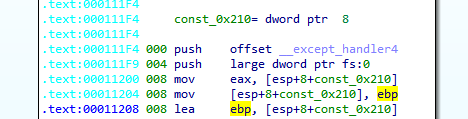 .text:000111F4
.text:000111F4 const_0x210= dword ptr 8
.text:000111F4
.text:000111F4 000 push offset __except_handler4
.text:000111F9 004 push large dword ptr fs:0
.text:00011200 008 mov eax, [esp+8+const_0x210]
.text:00011204 008 mov [esp+8+const_0x210], ebp
.text:00011208 008 lea ebp, [esp+8+const_0x210]